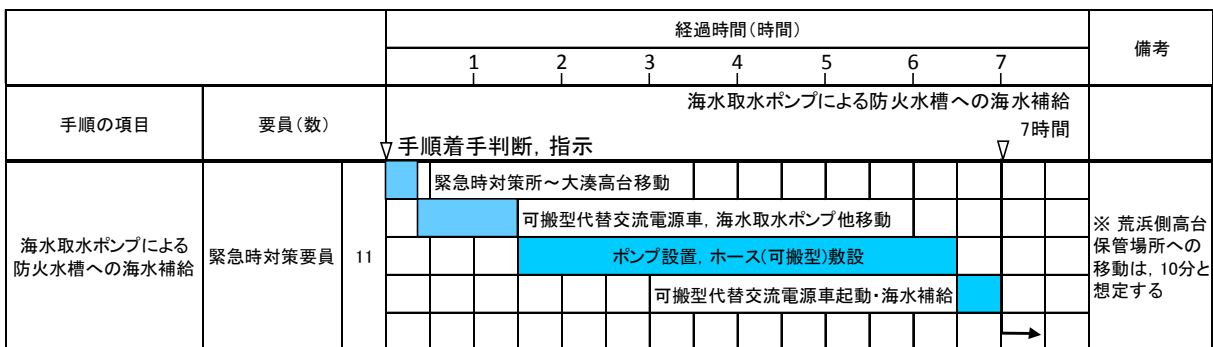 経過時間(時間)
備考
1 2 3 4 5 6 7
手順の項目
要員(数)
海水取水ポンプによる防火水槽への海水補給
7時間
▽手順着手判断,指示
▽
緊急時対策所～大湊高台移動
可搬型代替交流電源車,海水取水ポンプ他移動
海水取水ポンプによる
防火水槽への海水補給
緊急時対策要員
11
ポンプ設置,ホース(可搬型)敷設
可搬型代替交流電源車起動・海水補給
※ 荒浜側高台
保管場所への
移動は,10分と
想定する